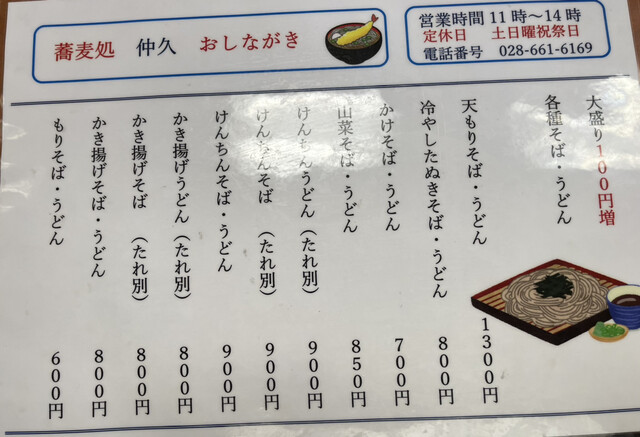 蕎麦処 仲久 おしながき
営業時間 11時～14時
定休日 土日曜祝祭日
電話番号 028-661-6169
大盛り100円増
各種そば・うどん
天もりそば・うどん 1300円
冷やしたぬきそば・うどん 800円
かけそば・うどん 700円
山菜そば・うどん 850円
けんちんうどん（たれ別） 900円
けんちんそば （たれ別） 900円
けんちんそば・うどん 900円
かき揚げうどん（たれ別） 800円
かき揚げそば （たれ別） 800円
かき揚げそば・うどん 800円
もりそば・うどん 600円